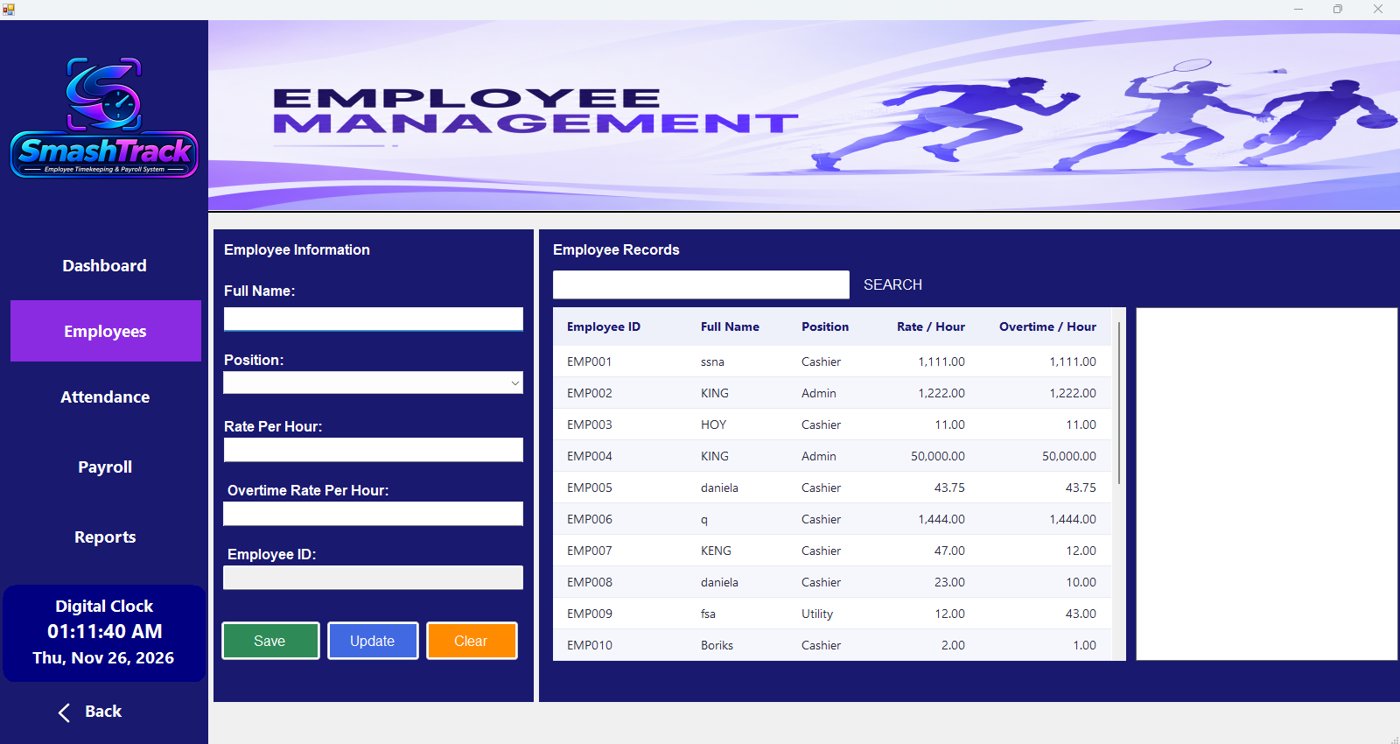 SmashTrack
Employee Timekeeping & Payroll System
Dashboard
Employees
Attendance
Payroll
Reports
Digital Clock
01:11:40 AM
Thu, Nov 26, 2026
Back
EMPLOYEE
MANAGEMENT
Employee Information
Full Name:
Position:
Rate Per Hour:
Overtime Rate Per Hour:
Employee ID:
Save Update Clear
Employee Records
SEARCH
Employee ID Full Name Position Rate / Hour Overtime / Hour
EMP001 ssna Cashier 1,111.00 1,111.00
EMP002 KING Admin 1,222.00 1,222.00
EMP003 HOY Cashier 11.00 11.00
EMP004 KING Admin 50,000.00 50,000.00
EMP005 daniela Cashier 43.75 43.75
EMP006 q Cashier 1,444.00 1,444.00
EMP007 KENG Cashier 47.00 12.00
EMP008 daniela Cashier 23.00 10.00
EMP009 fsa Utility 12.00 43.00
EMP010 Boriks Cashier 2.00 1.00